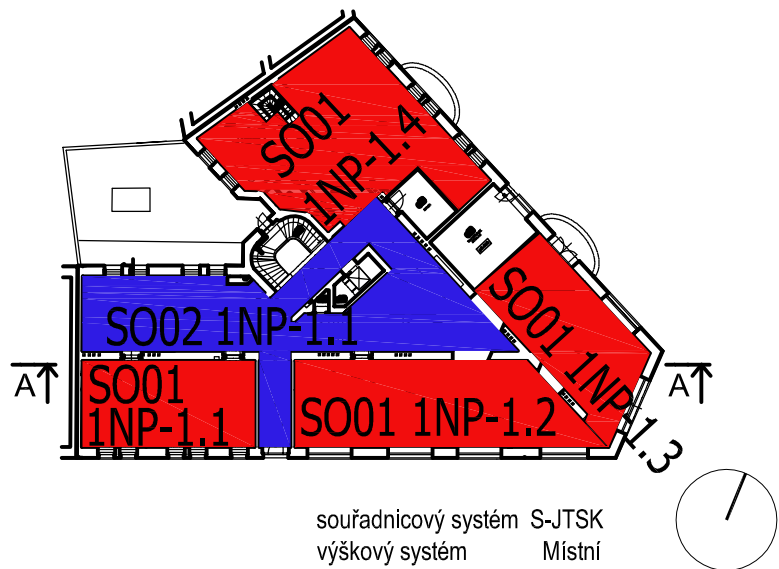 SO01
1NP-1.4
SO02 1NP-1.1
SO01 1NP-1.3
A
SO01
1NP-1.1
SO01 1NP-1.2
A
souřadnicový systém S-JTSK
výškový systém Místní